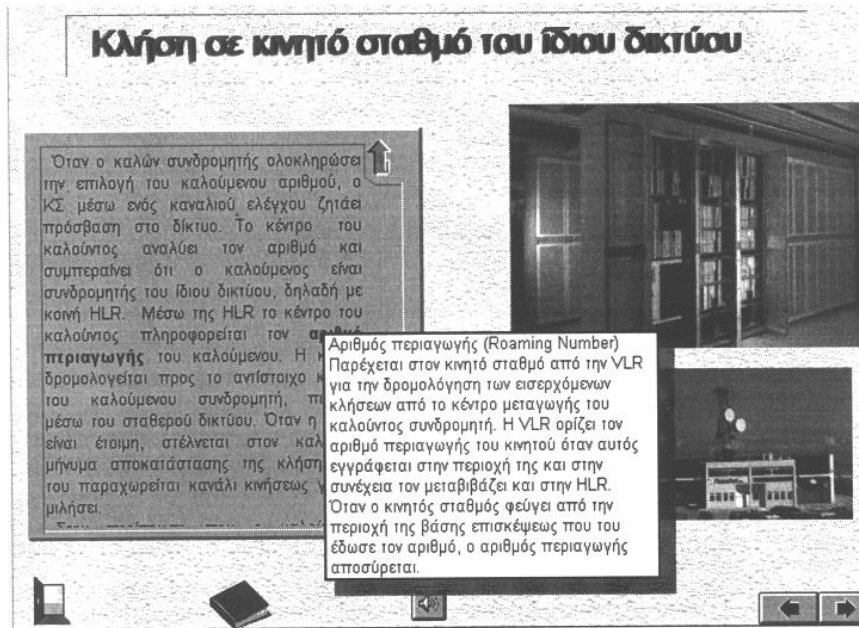 Κλήση σε κινητό σταθμό του ίδιου δικτύου
Όταν ο καλών συνδρομητής ολοκληρώσει
την επιλογή του καλούμενου αριθμού, ο
ΚΣ μέσω ενός καναλιού ελέγχου ζητάει
πρόσβαση στο δίκτυο. Το κέντρο του
καλούντος αναλύει τον αριθμό και
συμπεραίνει ότι ο καλούμενος είναι
συνδρομητής του ίδιου δικτύου, δηλαδή με
κοινή HLR. Μέσω της HLR το κέντρο του
καλούντος πληροφορείται τον
περιαγωγής του καλούμενου. Η
δρομολογείται προς το αντίστοιχο
του καλούμενου συνδρομητή,
μέσω του σταθερού δικτύου. Όταν η
είναι έτοιμη, στέλνεται στον
μήνυμα αποκατάστασης της
του παραχωρείται κανάλι κινήσεως
μιλήσει.
Αριθμός περιαγωγής (Roaming Number)
Παρέχεται στον κινητό σταθμό από την VLR
για την δρομολόγηση των εισερχόμενων
κλήσεων από το κέντρο μεταγωγής του
καλούντος συνδρομητή. Η VLR ορίζει τον
αριθμό περιαγωγής του κινητού όταν αυτός
εγγράφεται στην περιοχή της και στην
συνέχεια τον μεταβιβάζει και στην HLR.
Όταν ο κινητός σταθμός φεύγει από την
περιοχή της βάσης επισκέψεως που του
έδωσε τον αριθμό, ο αριθμός περιαγωγής
αποσύρεται.